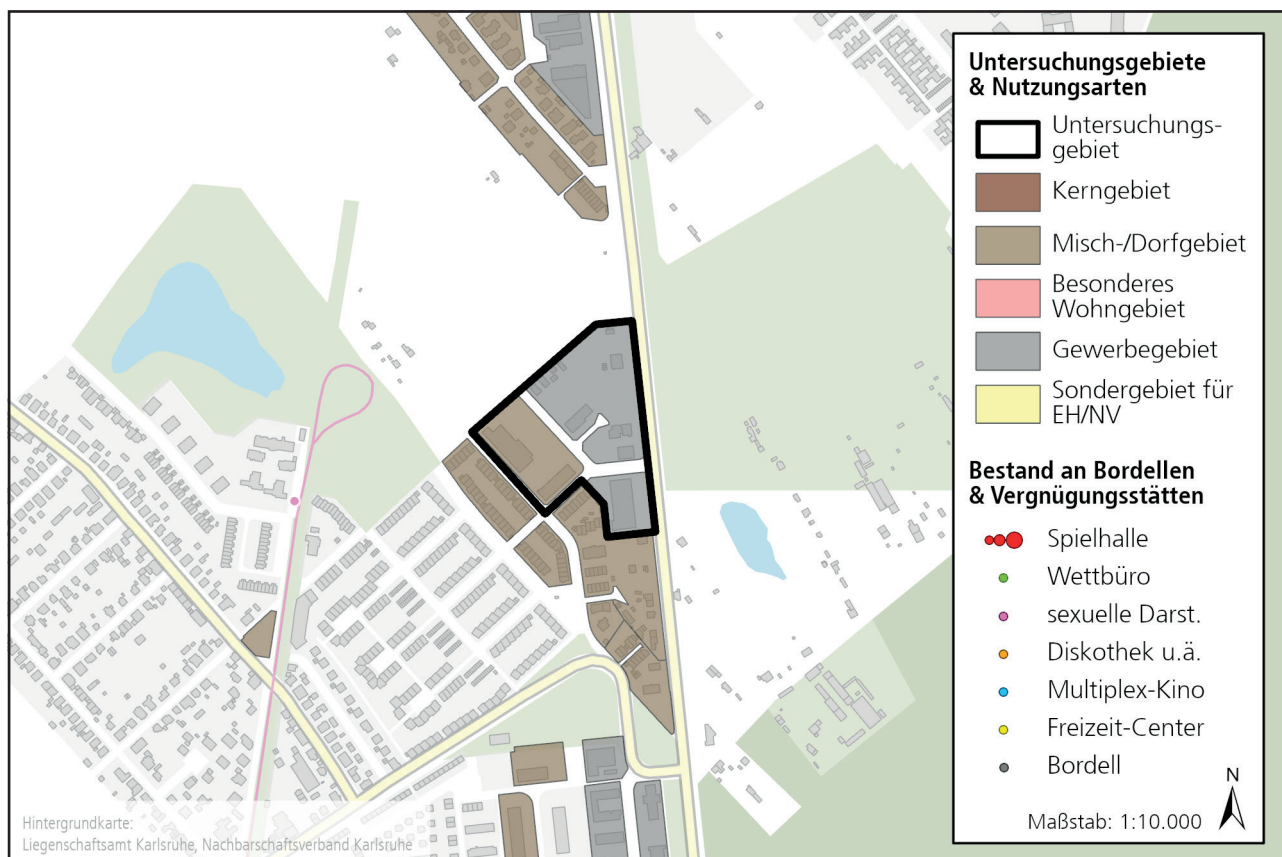 Untersuchungsgebiete
& Nutzungsarten
Untersuchungs-
gebiet
Kerngebiet
Misch-/Dorfgebiet
Besonderes
Wohngebiet
Gewerbegebiet
Sondergebiet für
EH/NV
Bestand an Bordellen
& Vergnügungsstätten
Spielhalle
Wettbüro
sexuelle Darst.
Diskothek u.ä.
Multiplex-Kino
Freizeit-Center
Bordell
N
Maßstab: 1:10.000
Hintergrundkarte:
Liegenschaftsamt Karlsruhe, Nachbarschaftsverband Karlsruhe